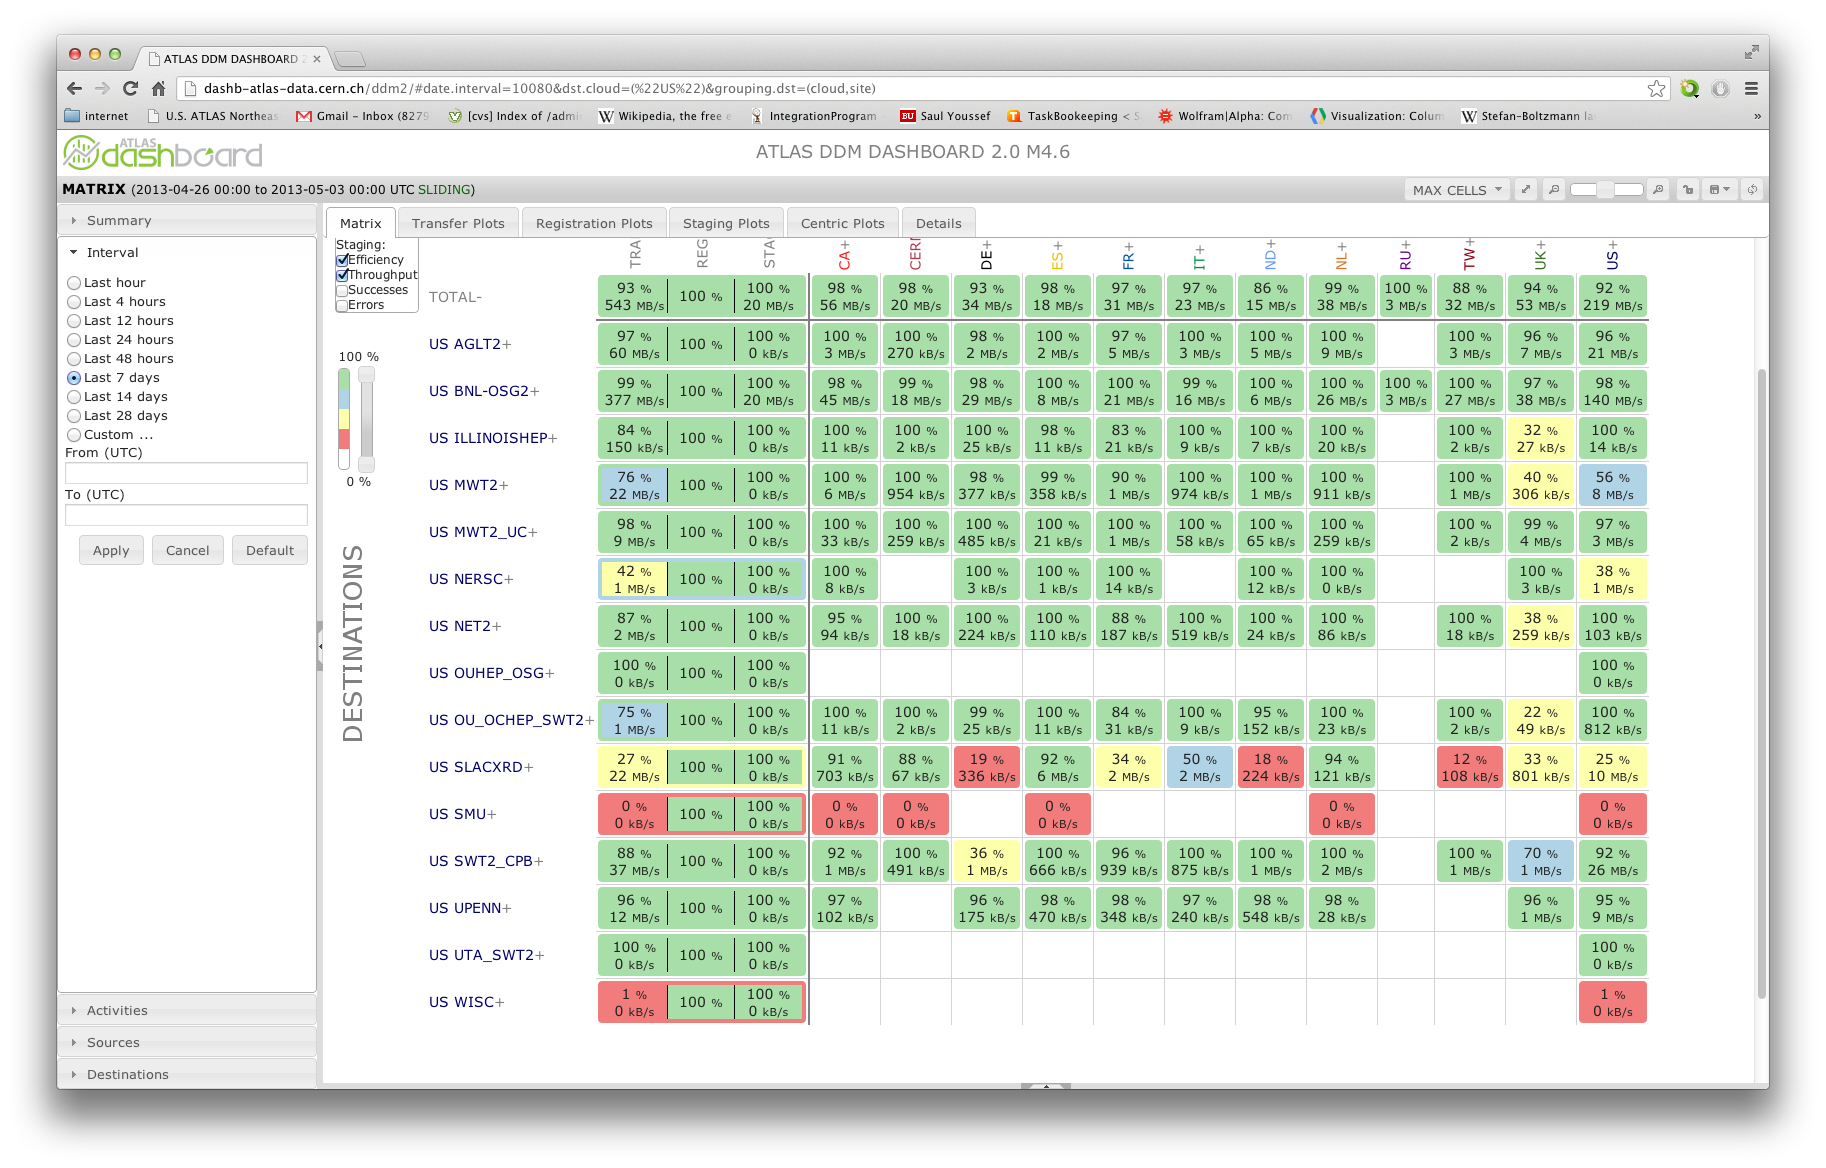 ATLAS DDM DASHBOARD 2
dashb-atlas-data.cern.ch/ddm2/#date.interval=10080&dst.cloud=(%22US%22)&grouping.dst=(cloud,site)
internet U.S. ATLAS Northeas Gmail – Inbox (8279 [cvs] Index of /admi Wikipedia, the free e IntegrationProgram BU Saul Youssef TaskBookeeping < S Wolfram|Alpha: Com Visualization: Colum Stefan–Boltzmann la »
ATLAS dashboard
ATLAS DDM DASHBOARD 2.0 M4.6
MATRIX (2013-04-26 00:00 to 2013-05-03 00:00 UTC SLIDING)
MAX CELLS
Summary
Interval
Last hour
Last 4 hours
Last 12 hours
Last 24 hours
Last 48 hours
Last 7 days
Last 14 days
Last 28 days
Custom ...
From (UTC)
To (UTC)
Apply Cancel Default
Activities
Sources
Destinations
Matrix Transfer Plots Registration Plots Staging Plots Centric Plots Details
Staging:
Efficiency
Throughput
Successes
Errors
100 %
0 %
DESTINATIONS
TRA REG STA CA+ CERN DE+ ES+ FR+ IT+ ND+ NL+ RU+ TW+ UK+ US+
TOTAL-
93 % 100 % 100 % 98 % 98 % 93 % 98 % 97 % 97 % 86 % 99 % 100 % 88 % 94 % 92 %
543 MB/s 20 MB/s 56 MB/s 20 MB/s 34 MB/s 18 MB/s 31 MB/s 23 MB/s 15 MB/s 38 MB/s 3 MB/s 32 MB/s 53 MB/s 219 MB/s
US AGLT2+
97 % 100 % 100 % 100 % 100 % 98 % 100 % 97 % 100 % 100 % 100 % 100 % 96 % 96 %
60 MB/s 0 kB/s 3 MB/s 270 kB/s 2 MB/s 2 MB/s 5 MB/s 3 MB/s 5 MB/s 9 MB/s 3 MB/s 7 MB/s 21 MB/s
US BNL-OSG2+
99 % 100 % 100 % 98 % 99 % 98 % 100 % 100 % 99 % 100 % 100 % 100 % 100 % 97 % 98 %
377 MB/s 20 MB/s 45 MB/s 18 MB/s 29 MB/s 8 MB/s 21 MB/s 16 MB/s 6 MB/s 26 MB/s 3 MB/s 27 MB/s 38 MB/s 140 MB/s
US ILLINOISHEP+
84 % 100 % 100 % 100 % 100 % 100 % 98 % 83 % 100 % 100 % 100 % 100 % 32 % 100 %
150 kB/s 0 kB/s 11 kB/s 2 kB/s 25 kB/s 11 kB/s 21 kB/s 9 kB/s 7 kB/s 20 kB/s 2 kB/s 27 kB/s 14 kB/s
US MWT2+
76 % 100 % 100 % 100 % 100 % 98 % 99 % 90 % 100 % 100 % 100 % 100 % 40 % 56 %
22 MB/s 0 kB/s 6 MB/s 954 kB/s 377 kB/s 358 kB/s 1 MB/s 974 kB/s 1 MB/s 911 kB/s 1 MB/s 306 kB/s 8 MB/s
US MWT2_UC+
98 % 100 % 100 % 100 % 100 % 100 % 100 % 100 % 100 % 100 % 100 % 100 % 99 % 97 %
9 MB/s 0 kB/s 33 kB/s 259 kB/s 485 kB/s 21 kB/s 1 MB/s 58 kB/s 65 kB/s 259 kB/s 2 kB/s 4 MB/s 3 MB/s
US NERSC+
42 % 100 % 100 % 100 % 100 % 100 % 100 % 100 % 100 % 100 % 38 %
1 MB/s 0 kB/s 8 kB/s 3 kB/s 1 kB/s 14 kB/s 12 kB/s 0 kB/s 3 kB/s 1 MB/s
US NET2+
87 % 100 % 100 % 95 % 100 % 100 % 100 % 88 % 100 % 100 % 100 % 100 % 38 % 100 %
2 MB/s 0 kB/s 94 kB/s 18 kB/s 224 kB/s 110 kB/s 187 kB/s 519 kB/s 24 kB/s 86 kB/s 18 kB/s 259 kB/s 103 kB/s
US OUHEP_OSG+
100 % 100 % 100 % 100 %
0 kB/s 0 kB/s 0 kB/s
US OU_OCHEP_SWT2+
75 % 100 % 100 % 100 % 100 % 99 % 100 % 84 % 100 % 95 % 100 % 100 % 22 % 100 %
1 MB/s 0 kB/s 11 kB/s 2 kB/s 25 kB/s 11 kB/s 31 kB/s 9 kB/s 152 kB/s 23 kB/s 2 kB/s 49 kB/s 812 kB/s
US SLACXRD+
27 % 100 % 100 % 91 % 88 % 19 % 92 % 34 % 50 % 18 % 94 % 12 % 33 % 25 %
22 MB/s 0 kB/s 703 kB/s 67 kB/s 336 kB/s 6 MB/s 2 MB/s 2 MB/s 224 kB/s 121 kB/s 108 kB/s 801 kB/s 10 MB/s
US SMU+
0 % 100 % 100 % 0 % 0 % 0 % 0 % 0 %
0 kB/s 0 kB/s 0 kB/s 0 kB/s 0 kB/s 0 kB/s 0 kB/s
US SWT2_CPB+
88 % 100 % 100 % 92 % 100 % 36 % 100 % 96 % 100 % 100 % 100 % 100 % 70 % 92 %
37 MB/s 0 kB/s 1 MB/s 491 kB/s 1 MB/s 666 kB/s 939 kB/s 875 kB/s 1 MB/s 2 MB/s 1 MB/s 1 MB/s 26 MB/s
US UPENN+
96 % 100 % 100 % 97 % 96 % 98 % 98 % 97 % 98 % 98 % 96 % 95 %
12 MB/s 0 kB/s 102 kB/s 175 kB/s 470 kB/s 348 kB/s 240 kB/s 548 kB/s 28 kB/s 1 MB/s 9 MB/s
US UTA_SWT2+
100 % 100 % 100 % 100 %
0 kB/s 0 kB/s 0 kB/s
US WISC+
1 % 100 % 100 % 1 %
0 kB/s 0 kB/s 0 kB/s